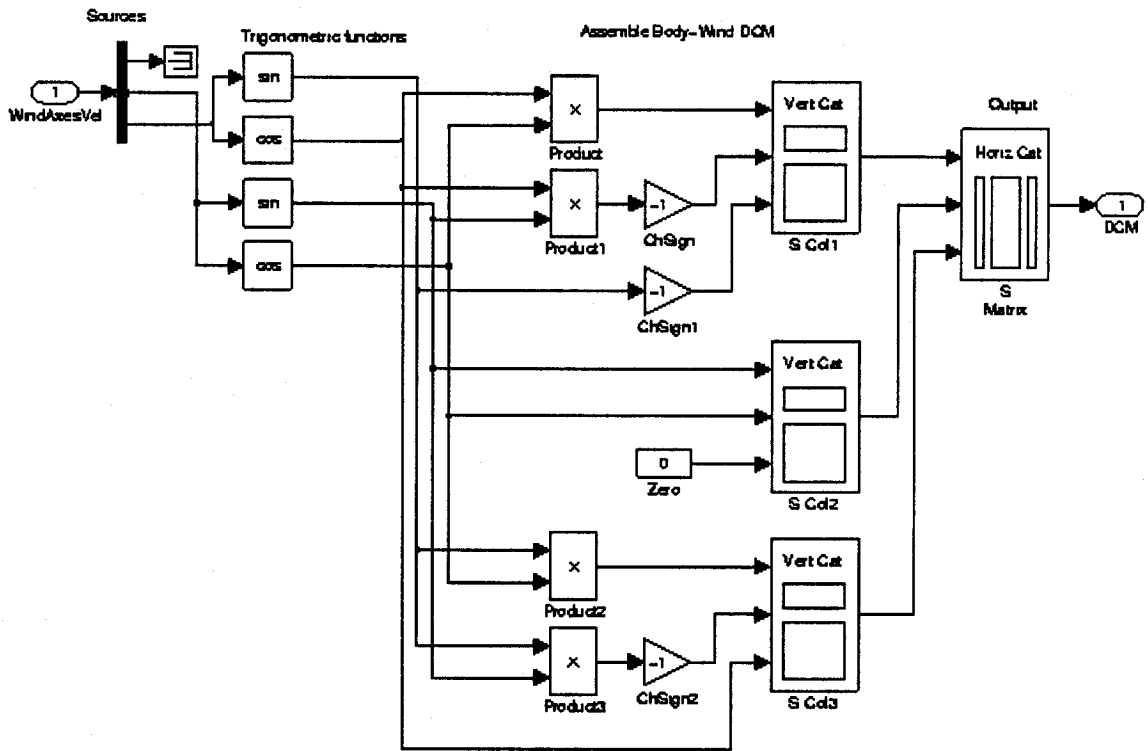 Sources
Trigonometric functions
Assemble Body-Wind DCM
1
WindAxesVel
sin
cos
sin
cos
×
Product
×
Product1
-1
ChSign
-1
ChSign1
Vert Cat
S Col1
Output
Horiz Cat
S
Matrix
1
DCM
Vert Cat
S Col2
0
Zero
×
Product2
×
Product3
-1
ChSign2
Vert Cat
S Col3